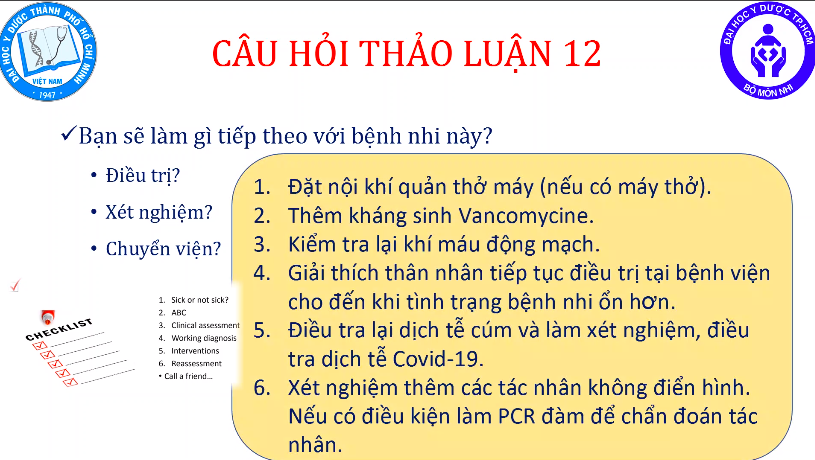 ĐẠI HỌC Y DƯỢC THÀNH PHỐ HỒ CHÍ MINH
VIỆT NAM
1947
CÂU HỎI THẢO LUẬN 12
ĐẠI HỌC Y DƯỢC TP.HCM
BỘ MÔN NHI
✓Bạn sẽ làm gì tiếp theo với bệnh nhi này?
• Điều trị?
• Xét nghiệm?
• Chuyển viện?
1. Đặt nội khí quản thở máy (nếu có máy thở).
2. Thêm kháng sinh Vancomycine.
3. Kiểm tra lại khí máu động mạch.
4. Giải thích thân nhân tiếp tục điều trị tại bệnh viện
cho đến khi tình trạng bệnh nhi ổn hơn.
5. Điều tra lại dịch tễ cúm và làm xét nghiệm, điều
tra dịch tễ Covid-19.
6. Xét nghiệm thêm các tác nhân không điển hình.
Nếu có điều kiện làm PCR đàm để chẩn đoán tác
nhân.
CHECKLIST
1. Sick or not sick?
2. ABC
3. Clinical assessment
4. Working diagnosis
5. Interventions
6. Reassessment
• Call a friend...